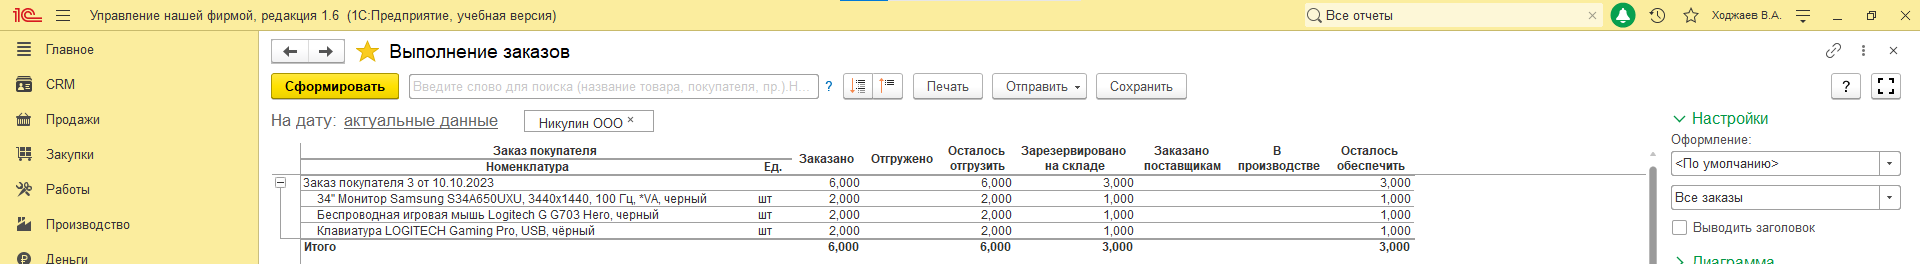 1С Управление нашей фирмой, редакция 1.6 (1С:Предприятие, учебная версия) Все отчеты × Ходжаев В.А.
Главное
CRM
Продажи
Закупки
Работы
Производство
Деньги
Выполнение заказов
Сформировать Введите слово для поиска (название товара, покупателя, пр.).Н... ? Печать Отправить Сохранить ?
На дату: актуальные данные Никулин ООО ×
Заказ покупателя Заказано Отгружено Осталось отгрузить Зарезервировано на складе Заказано поставщикам В производстве Осталось обеспечить
Номенклатура Ед.
Заказ покупателя 3 от 10.10.2023 6,000 6,000 3,000 3,000
34" Монитор Samsung S34A650UXU, 3440x1440, 100 Гц, *VA, черный шт 2,000 2,000 1,000 1,000
Беспроводная игровая мышь Logitech G G703 Hero, черный шт 2,000 2,000 1,000 1,000
Клавиатура LOGITECH Gaming Pro, USB, чёрный шт 2,000 2,000 1,000 1,000
Итого 6,000 6,000 3,000 3,000
Настройки
Оформление:
<По умолчанию>
Все заказы
Выводить заголовок
Диаграмма